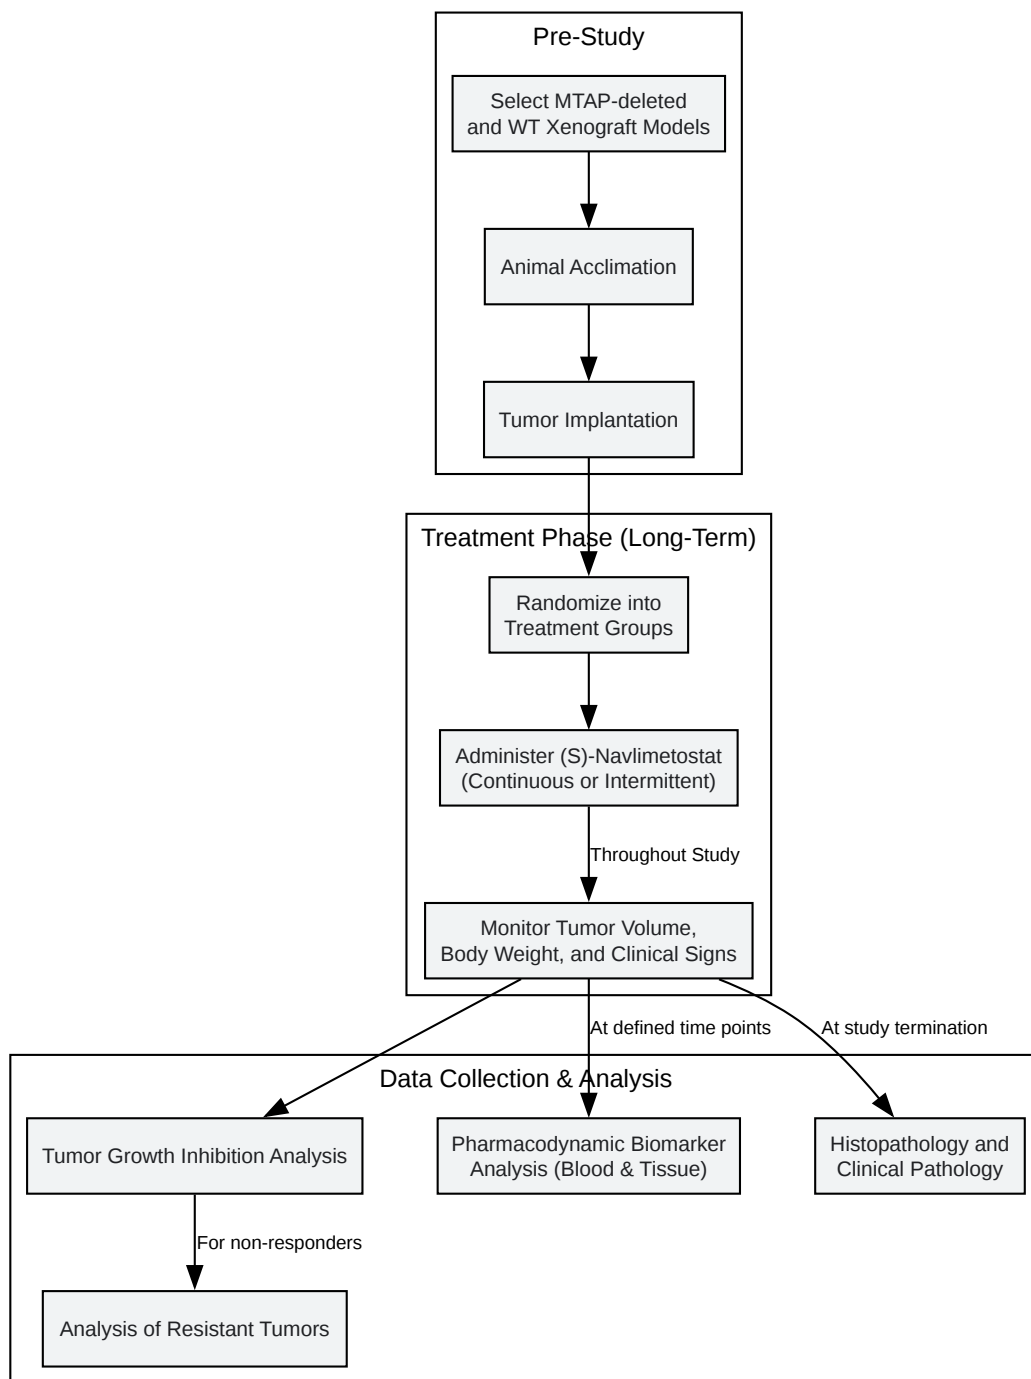 Pre-Study
Select MTAP-deleted
and WT Xenograft Models
Animal Acclimation
Tumor Implantation
Treatment Phase (Long-Term)
Randomize into
Treatment Groups
Administer (S)-Navlimetostat
(Continuous or Intermittent)
Throughout Study
Monitor Tumor Volume,
Body Weight, and Clinical Signs
At defined time points
At study termination
Data Collection & Analysis
Tumor Growth Inhibition Analysis
Pharmacodynamic Biomarker
Analysis (Blood & Tissue)
Histopathology and
Clinical Pathology
For non-responders
Analysis of Resistant Tumors